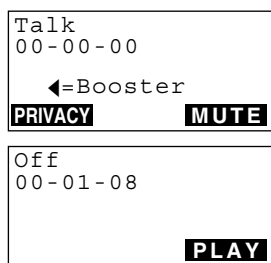 Talk
00-00-00
◀=Booster
PRIVACY MUTE
Off
00-01-08
PLAY